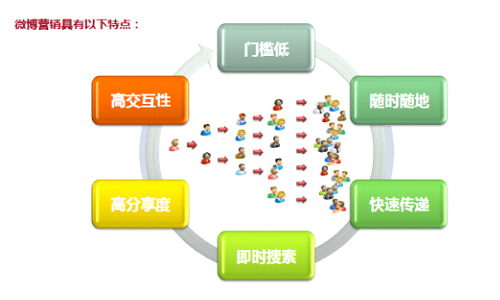 微博营销具有以下特点：
门槛低
随时随地
快速传递
即时搜索
高分享度
高交互性